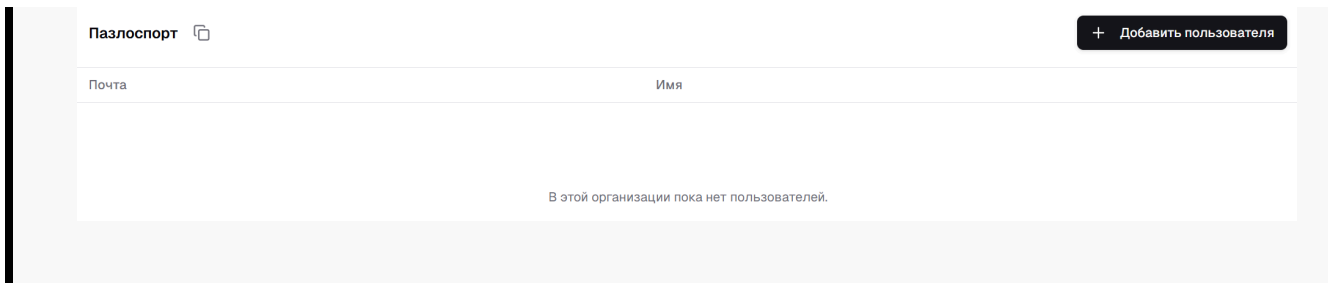 Пазлоспорт
Добавить пользователя
Почта Имя
В этой организации пока нет пользователей.